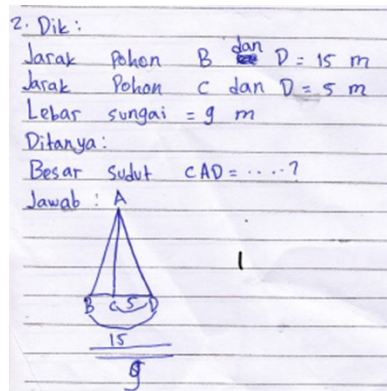 2. Dik :
Jarak Pohon B dan D = 15 m
Jarak Pohon C dan D = 5 m
Lebar sungai = 9 m
Ditanya :
Besar sudut CAD = ....?
Jawab : A
B C 5 D
15
9